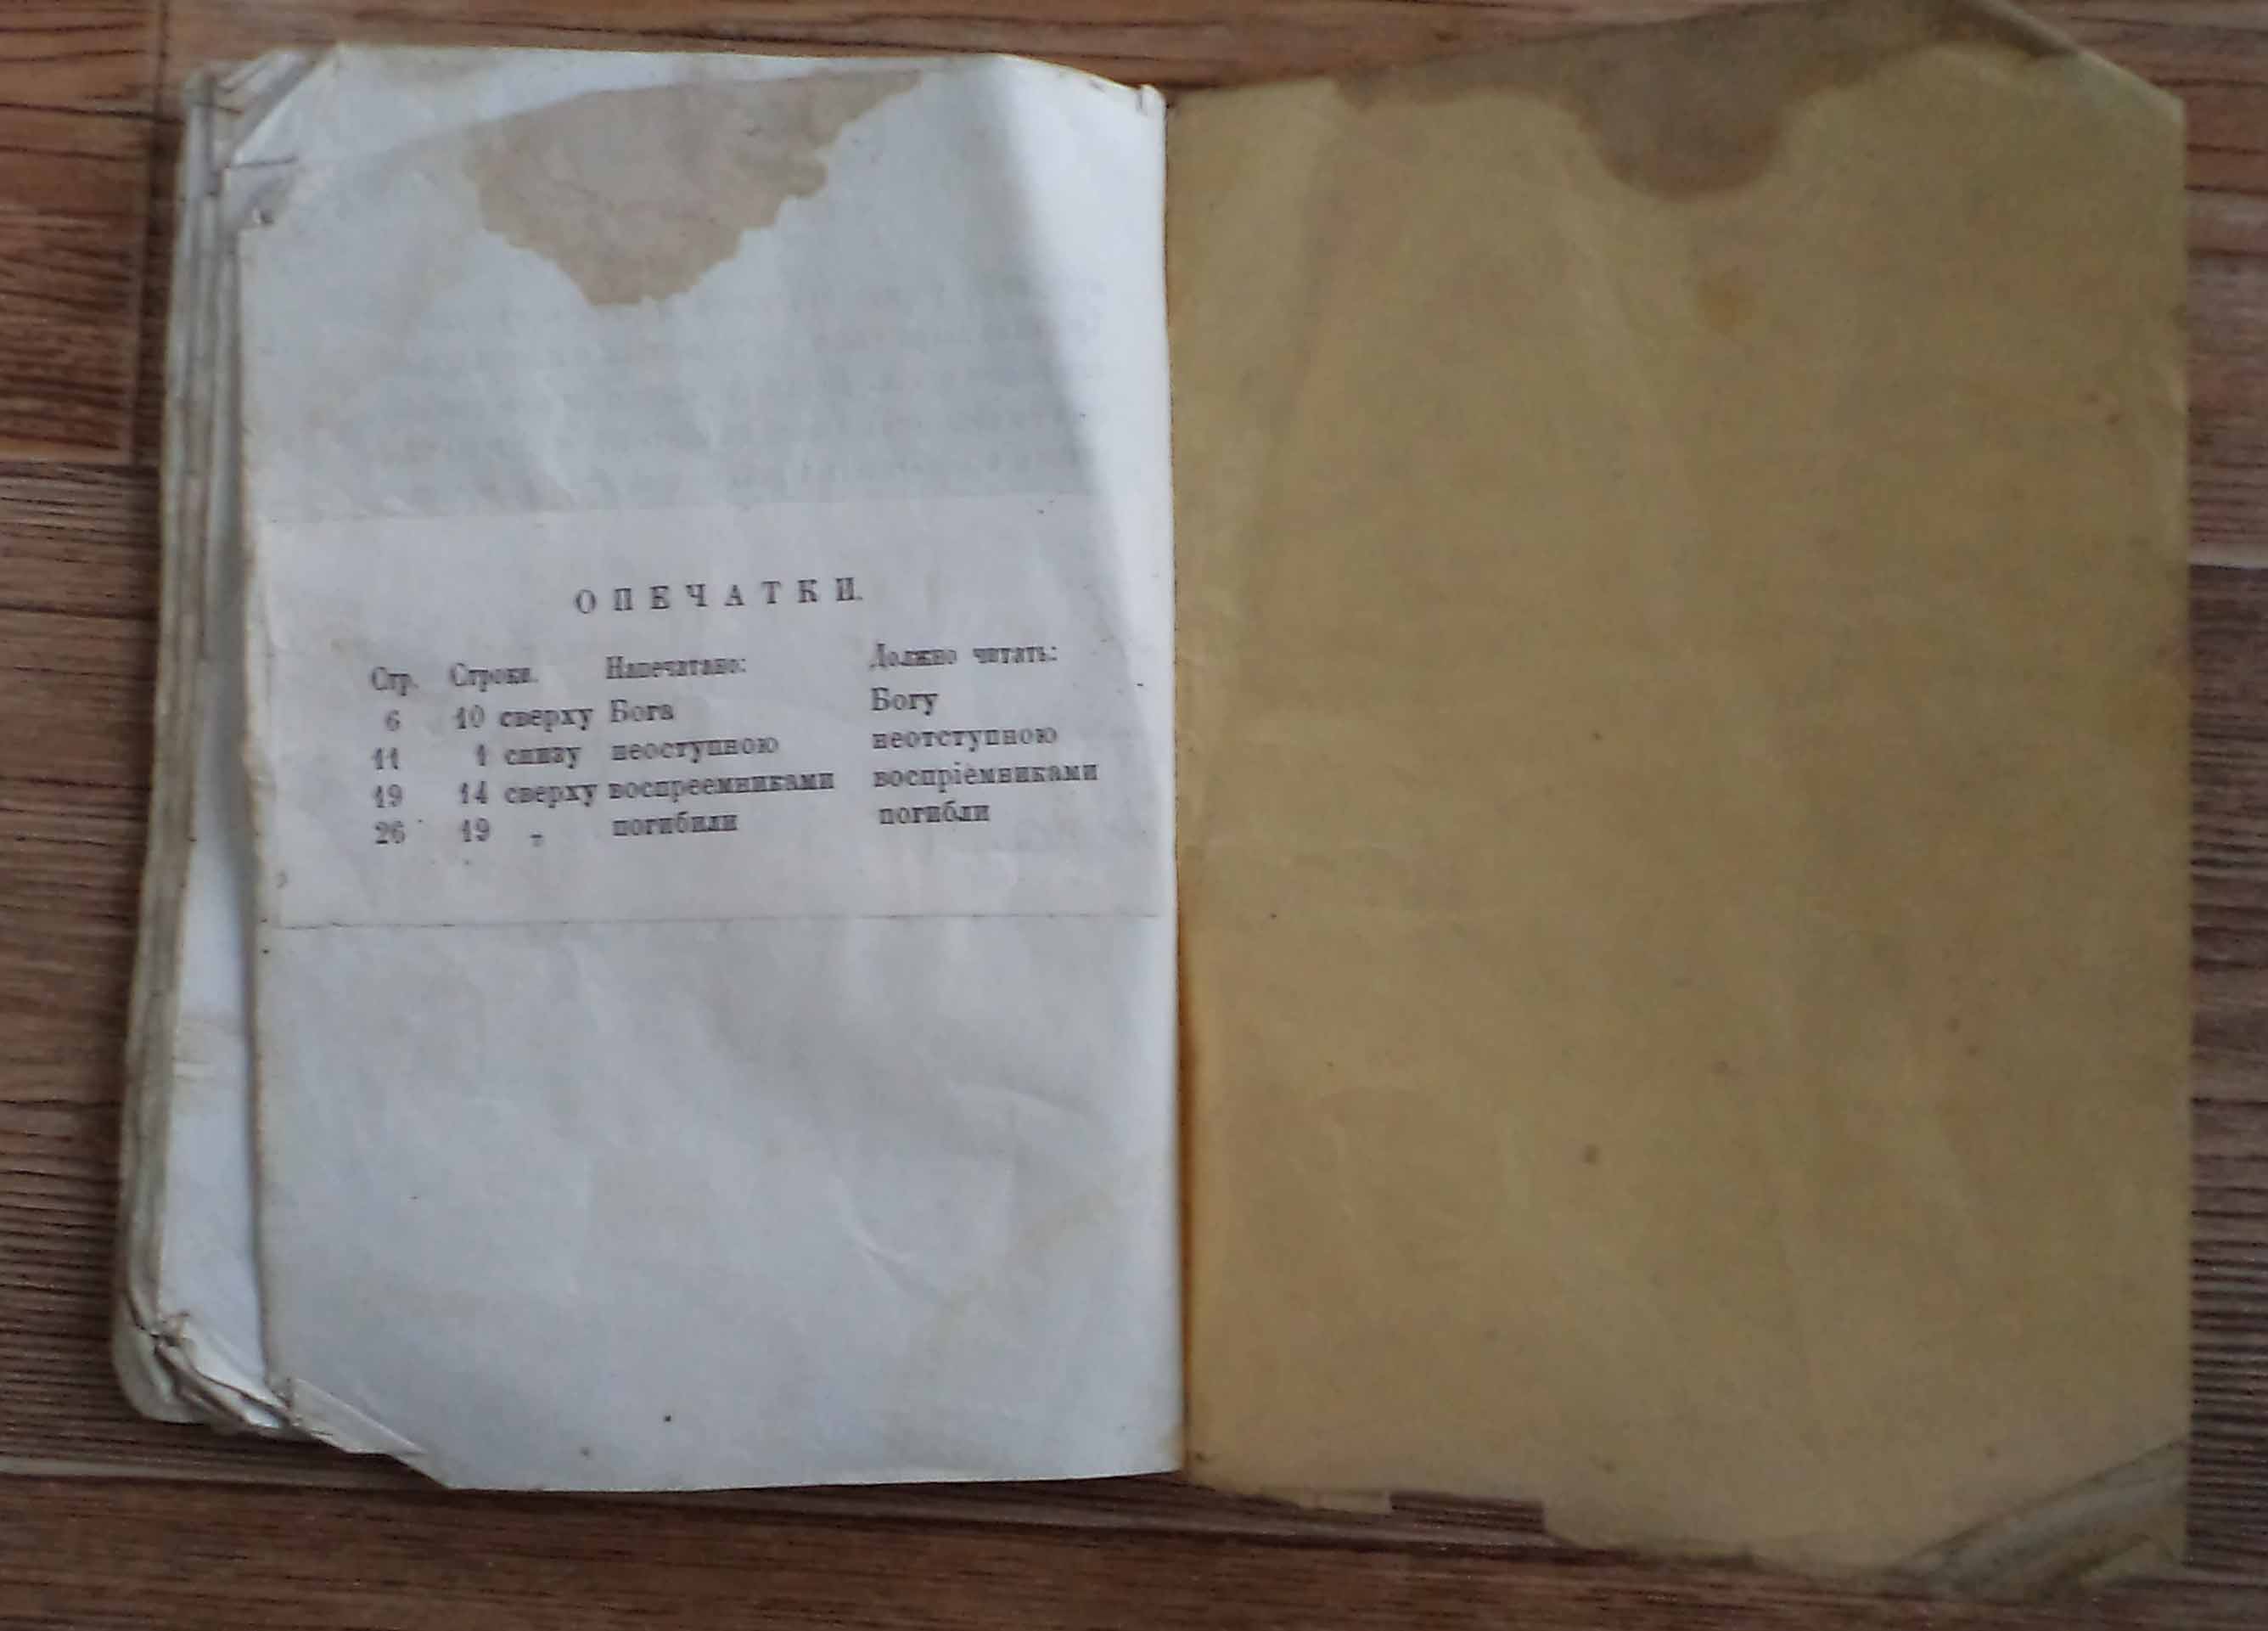 ОПЕЧАТКИ.
Стр. Строки. Напечатано: Должно читать:
6 10 сверху Бога Богу
11 1 снизу неоступною неотступною
19 14 сверху воспреемниками воспріемниками
26 19 „ погибили погибли